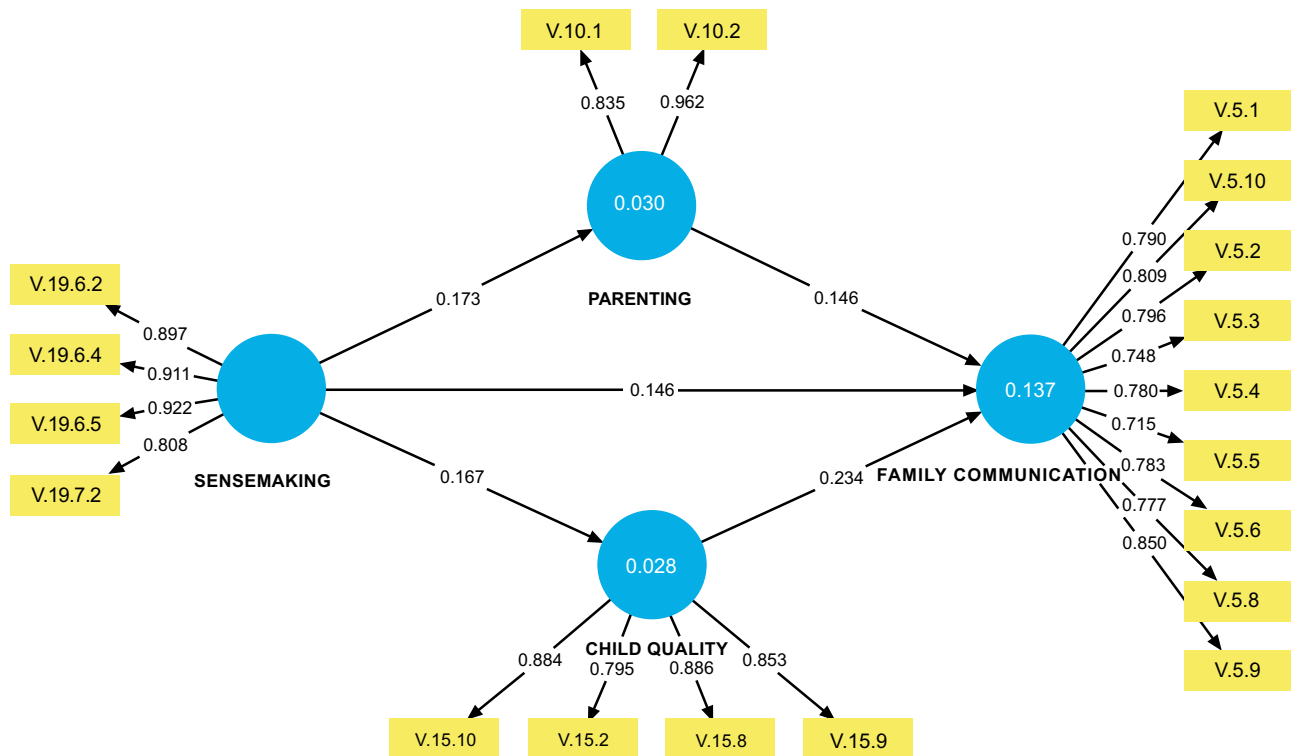 V.10.1 V.10.2
V.5.1
0.835 0.962
V.5.10
0.030
0.790
V.5.2
0.809
V.19.6.2
0.173
PARENTING
0.146
0.796
V.5.3
0.897
0.748
V.19.6.4
0.911
0.146
0.137
0.780
V.5.4
V.19.6.5
0.922
0.715
0.808
V.5.5
SENSEMAKING
0.167
0.234
FAMILY COMMUNICATION
0.783
V.19.7.2
0.777
V.5.6
0.850
0.028
V.5.8
CHILD QUALITY
0.884 0.795 0.886 0.853
V.5.9
V.15.10 V.15.2 V.15.8 V.15.9